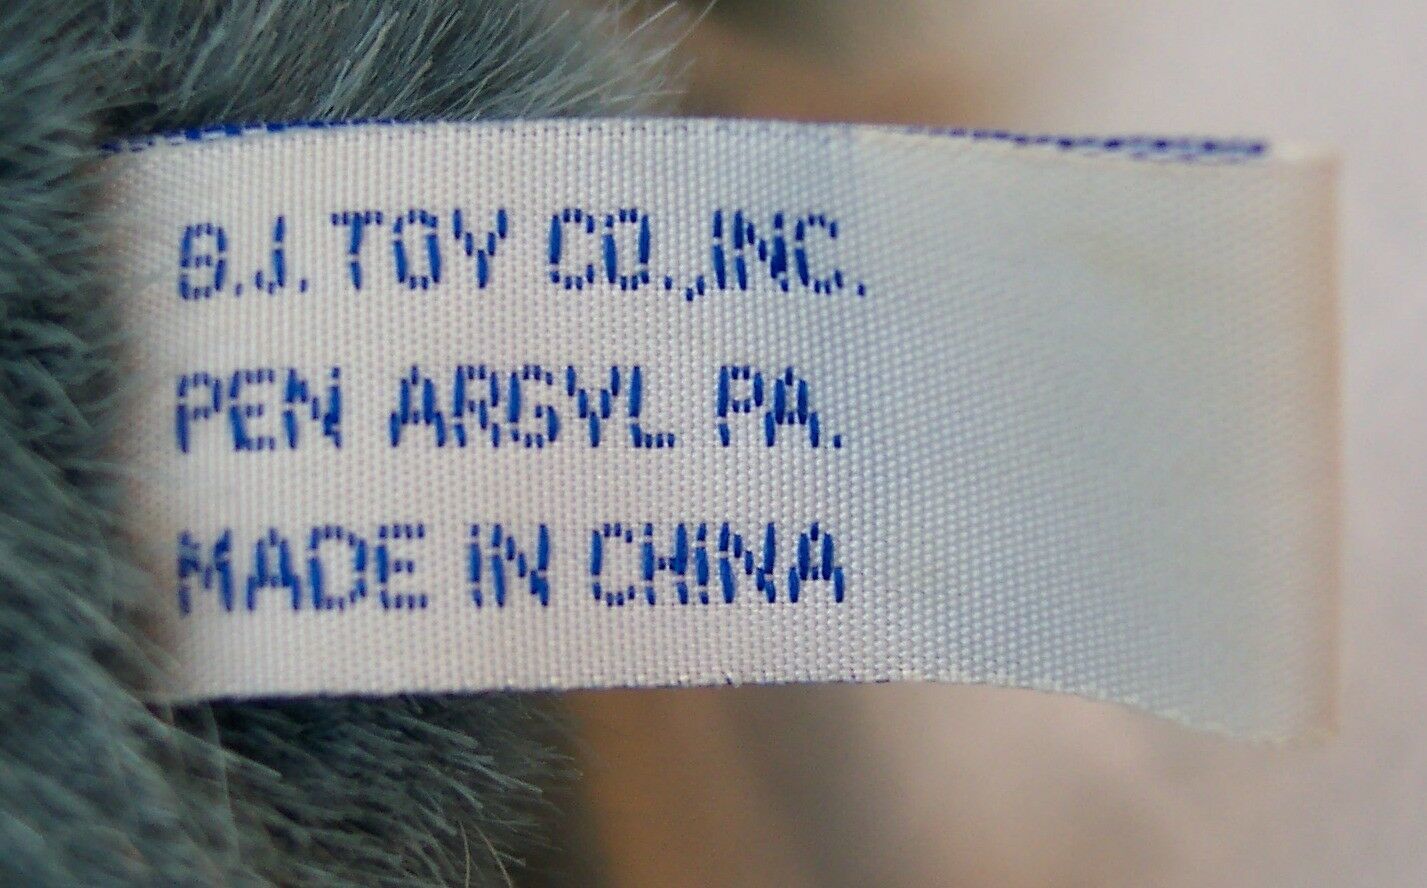 B.J. TOY CO.,INC.
PEN ARGYL PA.
MADE IN CHINA